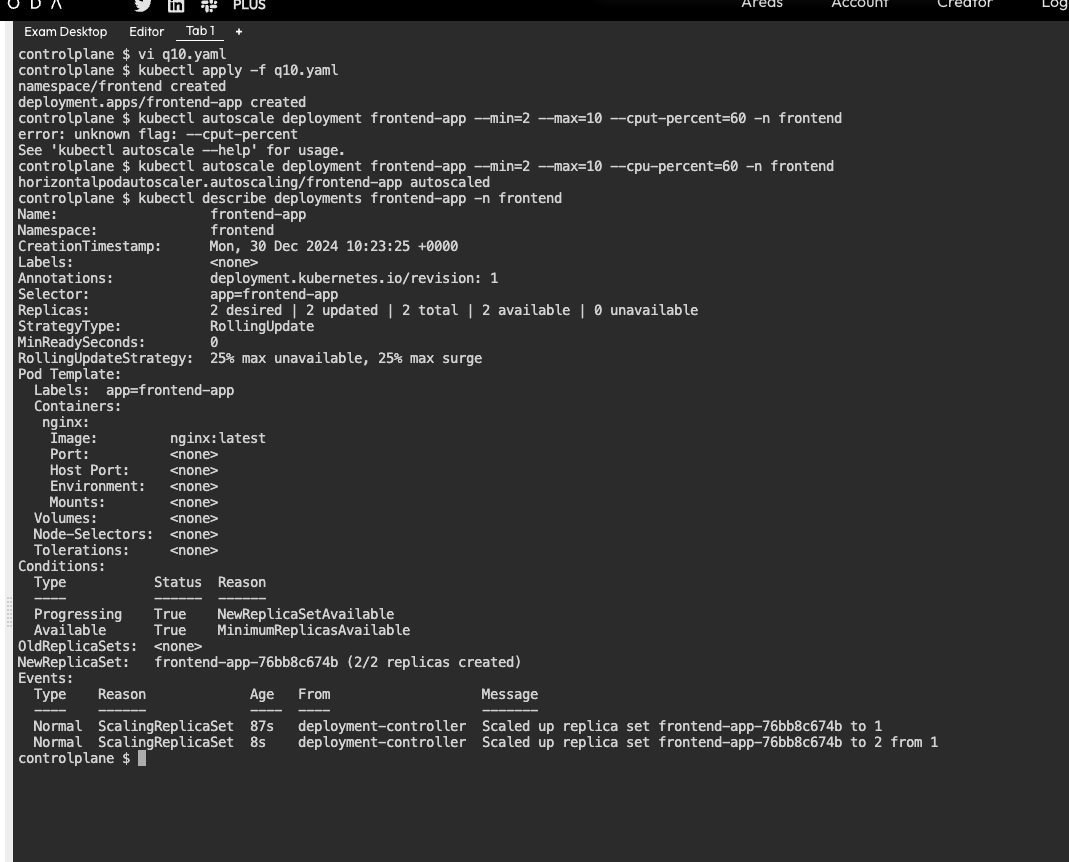 PLUS
Areas
Account
Creator
Log
Exam Desktop Editor Tab 1 +
controlplane $ vi q10.yaml
controlplane $ kubectl apply -f q10.yaml
namespace/frontend created
deployment.apps/frontend-app created
controlplane $ kubectl autoscale deployment frontend-app --min=2 --max=10 --cput-percent=60 -n frontend
error: unknown flag: --cput-percent
See 'kubectl autoscale --help' for usage.
controlplane $ kubectl autoscale deployment frontend-app --min=2 --max=10 --cpu-percent=60 -n frontend
horizontalpodautoscaler.autoscaling/frontend-app autoscaled
controlplane $ kubectl describe deployments frontend-app -n frontend
Name:                   frontend-app
Namespace:              frontend
CreationTimestamp:      Mon, 30 Dec 2024 10:23:25 +0000
Labels:                 <none>
Annotations:            deployment.kubernetes.io/revision: 1
Selector:               app=frontend-app
Replicas:               2 desired | 2 updated | 2 total | 2 available | 0 unavailable
StrategyType:           RollingUpdate
MinReadySeconds:        0
RollingUpdateStrategy:  25% max unavailable, 25% max surge
Pod Template:
  Labels:  app=frontend-app
  Containers:
   nginx:
    Image:         nginx:latest
    Port:          <none>
    Host Port:     <none>
    Environment:   <none>
    Mounts:        <none>
  Volumes:         <none>
  Node-Selectors:  <none>
  Tolerations:     <none>
Conditions:
  Type           Status  Reason
  ----           ------  ------
  Progressing    True    NewReplicaSetAvailable
  Available      True    MinimumReplicasAvailable
OldReplicaSets:  <none>
NewReplicaSet:   frontend-app-76bb8c674b (2/2 replicas created)
Events:
  Type    Reason             Age   From                   Message
  ----    ------             ----  ----                   -------
  Normal  ScalingReplicaSet  87s   deployment-controller  Scaled up replica set frontend-app-76bb8c674b to 1
  Normal  ScalingReplicaSet  8s    deployment-controller  Scaled up replica set frontend-app-76bb8c674b to 2 from 1
controlplane $